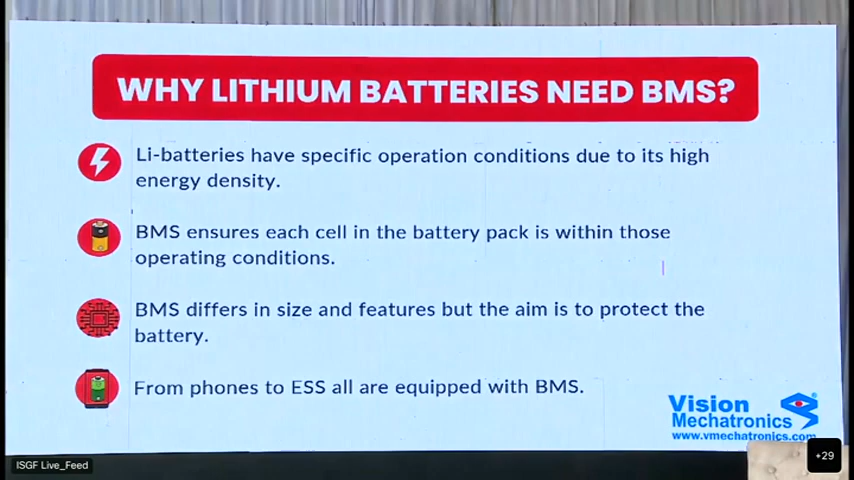 WHY LITHIUM BATTERIES NEED BMS?
Li-batteries have specific operation conditions due to its high
energy density.
BMS ensures each cell in the battery pack is within those
operating conditions.
BMS differs in size and features but the aim is to protect the
battery.
From phones to ESS all are equipped with BMS.
Vision
Mechatronics
www.vmechatronics.com
ISGF Live_Feed
+29